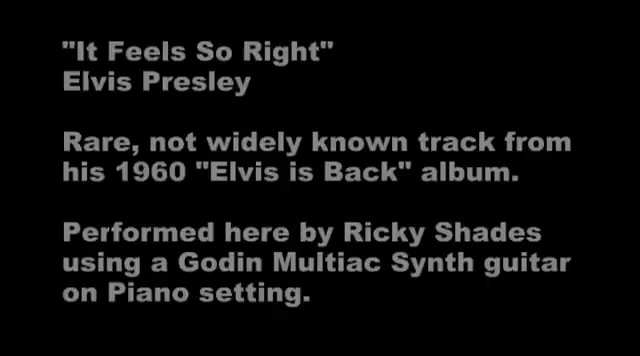 "It Feels So Right"
Elvis Presley
Rare, not widely known track from
his 1960 "Elvis is Back" album.
Performed here by Ricky Shades
using a Godin Multiac Synth guitar
on Piano setting.